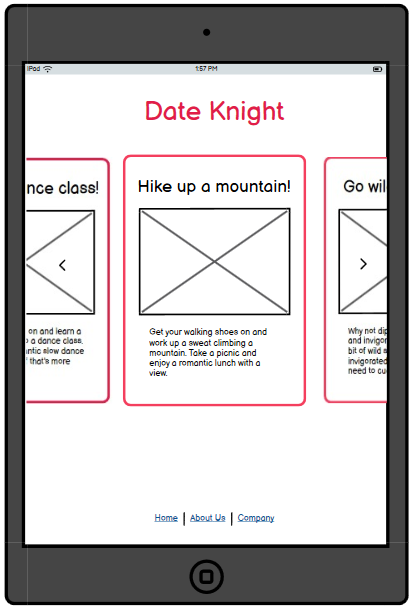 iPad 1:57 PM
Date Knight
nce class!
Hike up a mountain!
Go wil
on and learn a
a dance class.
ntic slow dance
that's more
Get your walking shoes on and
work up a sweat climbing a
mountain. Take a picnic and
enjoy a romantic lunch with a
view.
Why not dip
and invigor
bit of wild s
invigorated
need to cu
Home | About Us | Company